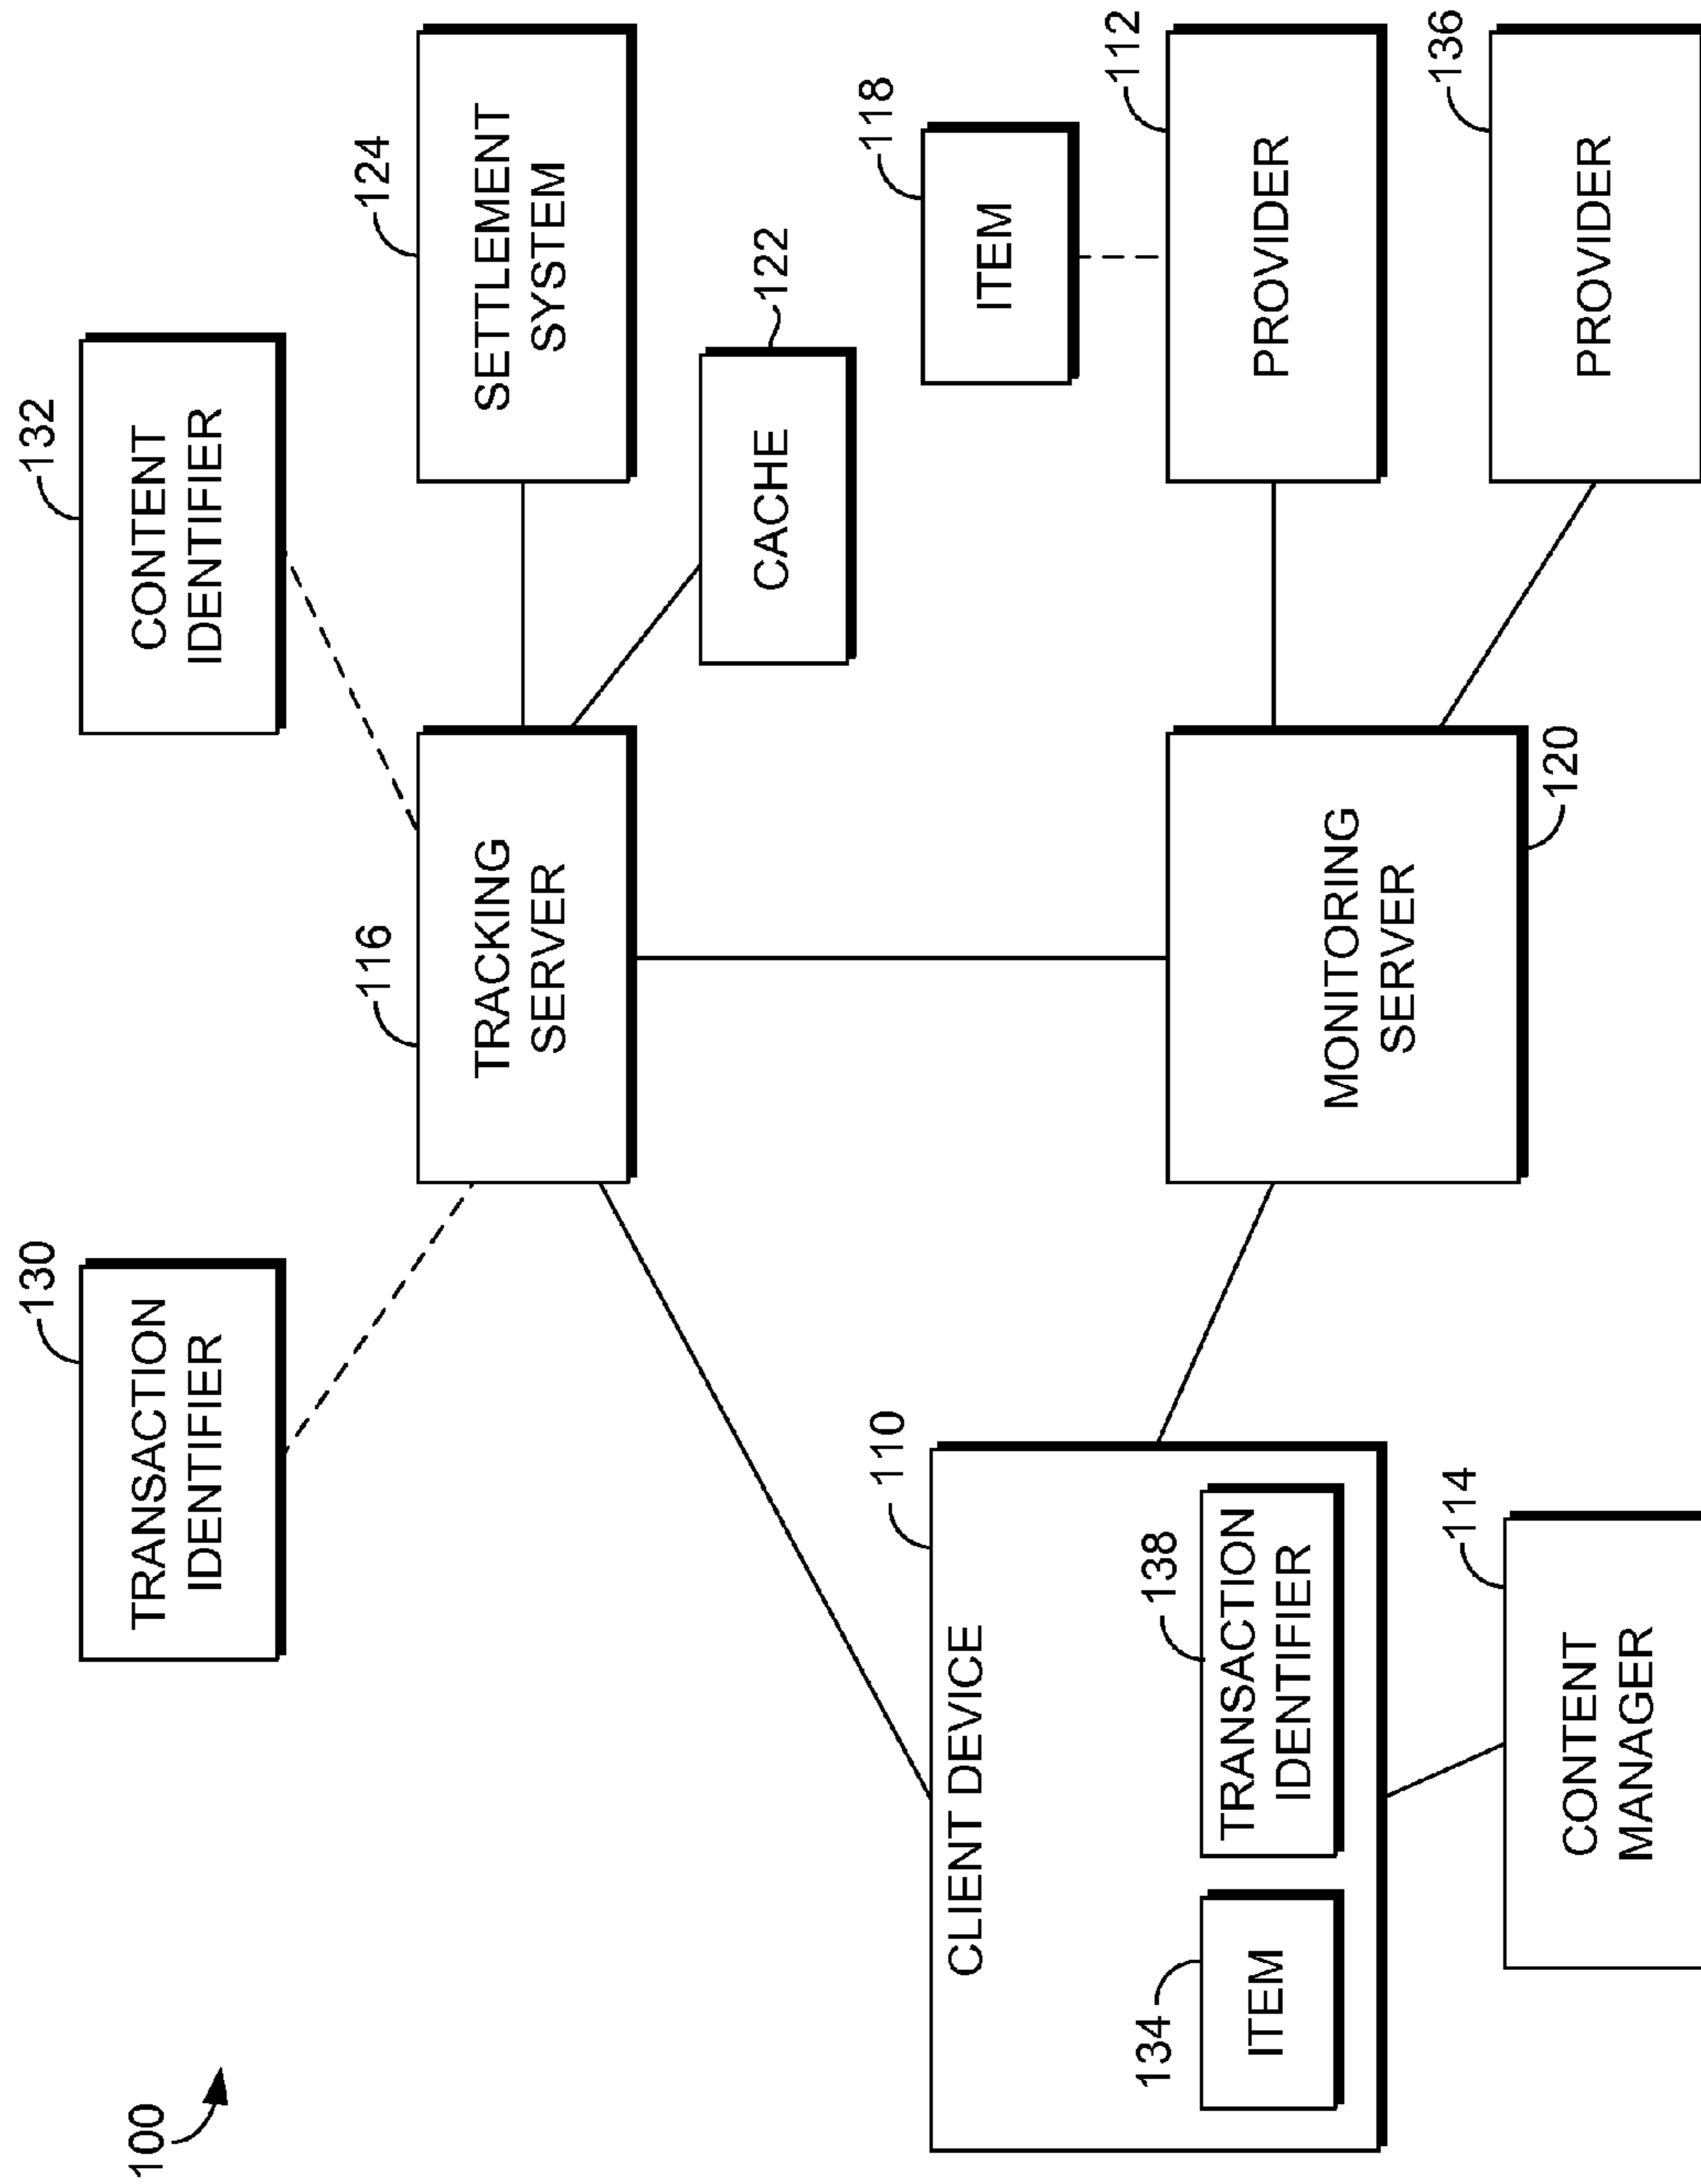 100
130
TRANSACTION
IDENTIFIER
132
CONTENT
IDENTIFIER
116
TRACKING
SERVER
124
SETTLEMENT
SYSTEM
CACHE
122
110
CLIENT DEVICE
134
ITEM
138
TRANSACTION
IDENTIFIER
114
CONTENT
MANAGER
MONITORING
SERVER
120
118
ITEM
112
PROVIDER
136
PROVIDER